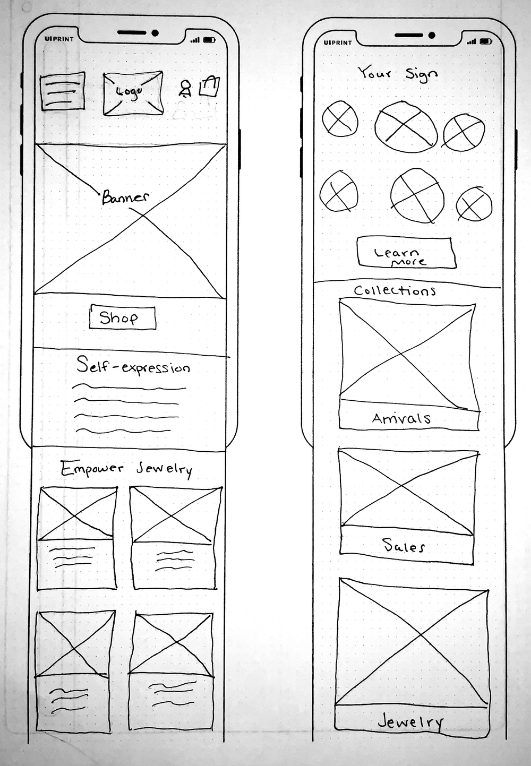 UIPRINT
Logo
Banner
Shop
Self-expression
Empower Jewelry
UIPRINT
Your Sign
Learn
more
Collections
Arrivals
Sales
Jewelry